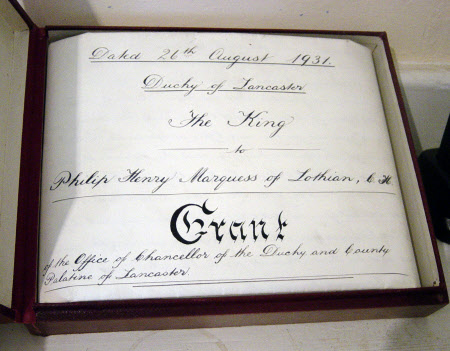 Dated 26th August 1931.
Duchy of Lancaster
The King
to
Philip Henry Marquess of Lothian, C.H.
Grant
of the Office of Chancellor of the Duchy and County
Palatine of Lancaster.